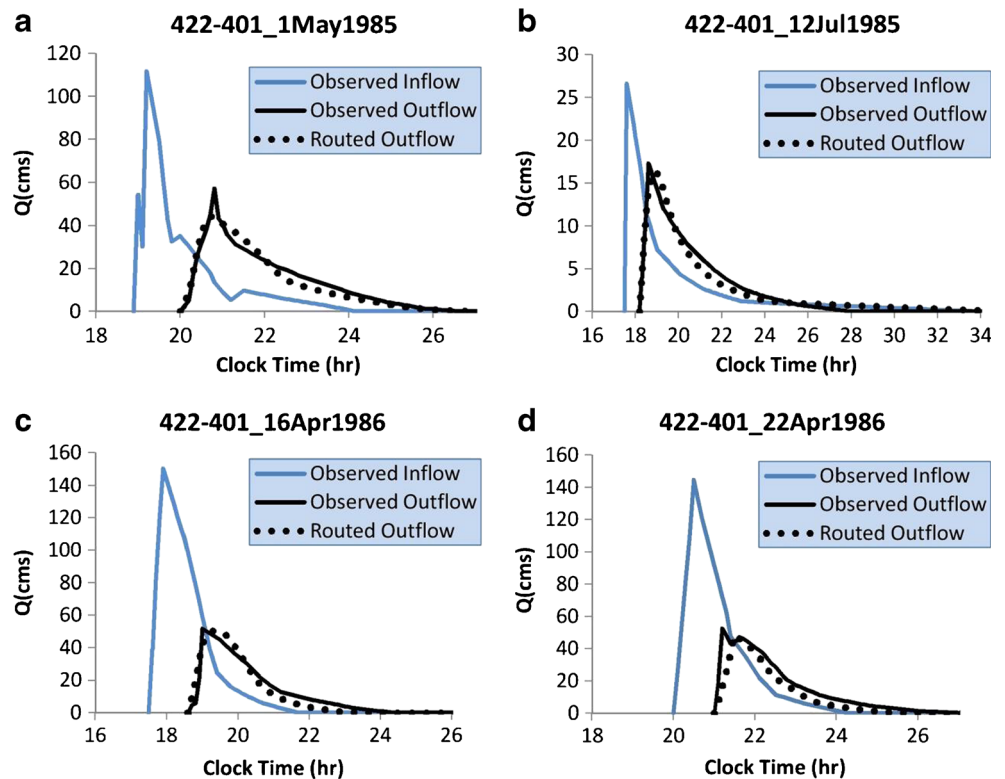 a
422-401_1May1985
120
100
80
60
40
20
0
Q(cms)
Observed Inflow
Observed Outflow
Routed Outflow
18 20 22 24 26
Clock Time (hr)
b
422-401_12Jul1985
30
25
20
15
10
5
0
Q(cms)
Observed Inflow
Observed Outflow
Routed Outflow
16 18 20 22 24 26 28 30 32 34
Clock Time (hr)
c
422-401_16Apr1986
160
140
120
100
80
60
40
20
0
Q(cms)
Observed Inflow
Observed Outflow
Routed Outflow
16 18 20 22 24 26
Clock Time (hr)
d
422-401_22Apr1986
160
140
120
100
80
60
40
20
0
Q(cms)
Observed Inflow
Observed Outflow
Routed Outflow
18 20 22 24 26
Clock Time (hr)